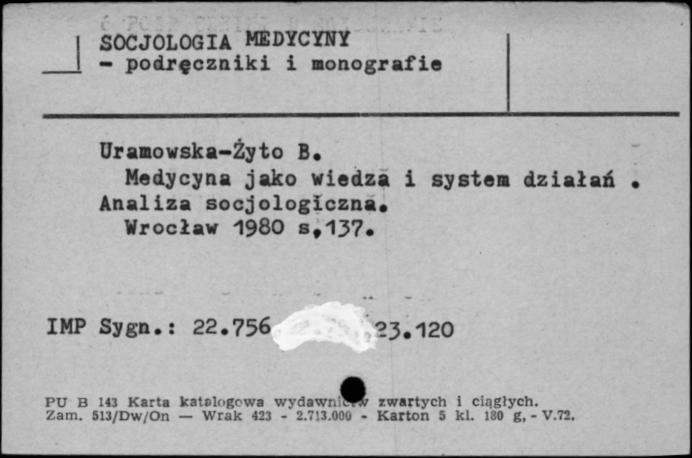 SOCJOLOGIA MEDYCYNY
- podręczniki i monografie
Uramowska-Żyto B.
Medycyna jako wiedza i system działań .
Analiza socjologiczna.
Wrocław 1980 s,137.
IMP Sygn.: 22.756 23.120
PU B 143 Karta katalogowa wydawnictw zwartych i ciągłych.
Zam. 513/Dw/On — Wrak 423 - 2.713.000 - Karton 5 kl. 180 g, - V.72.